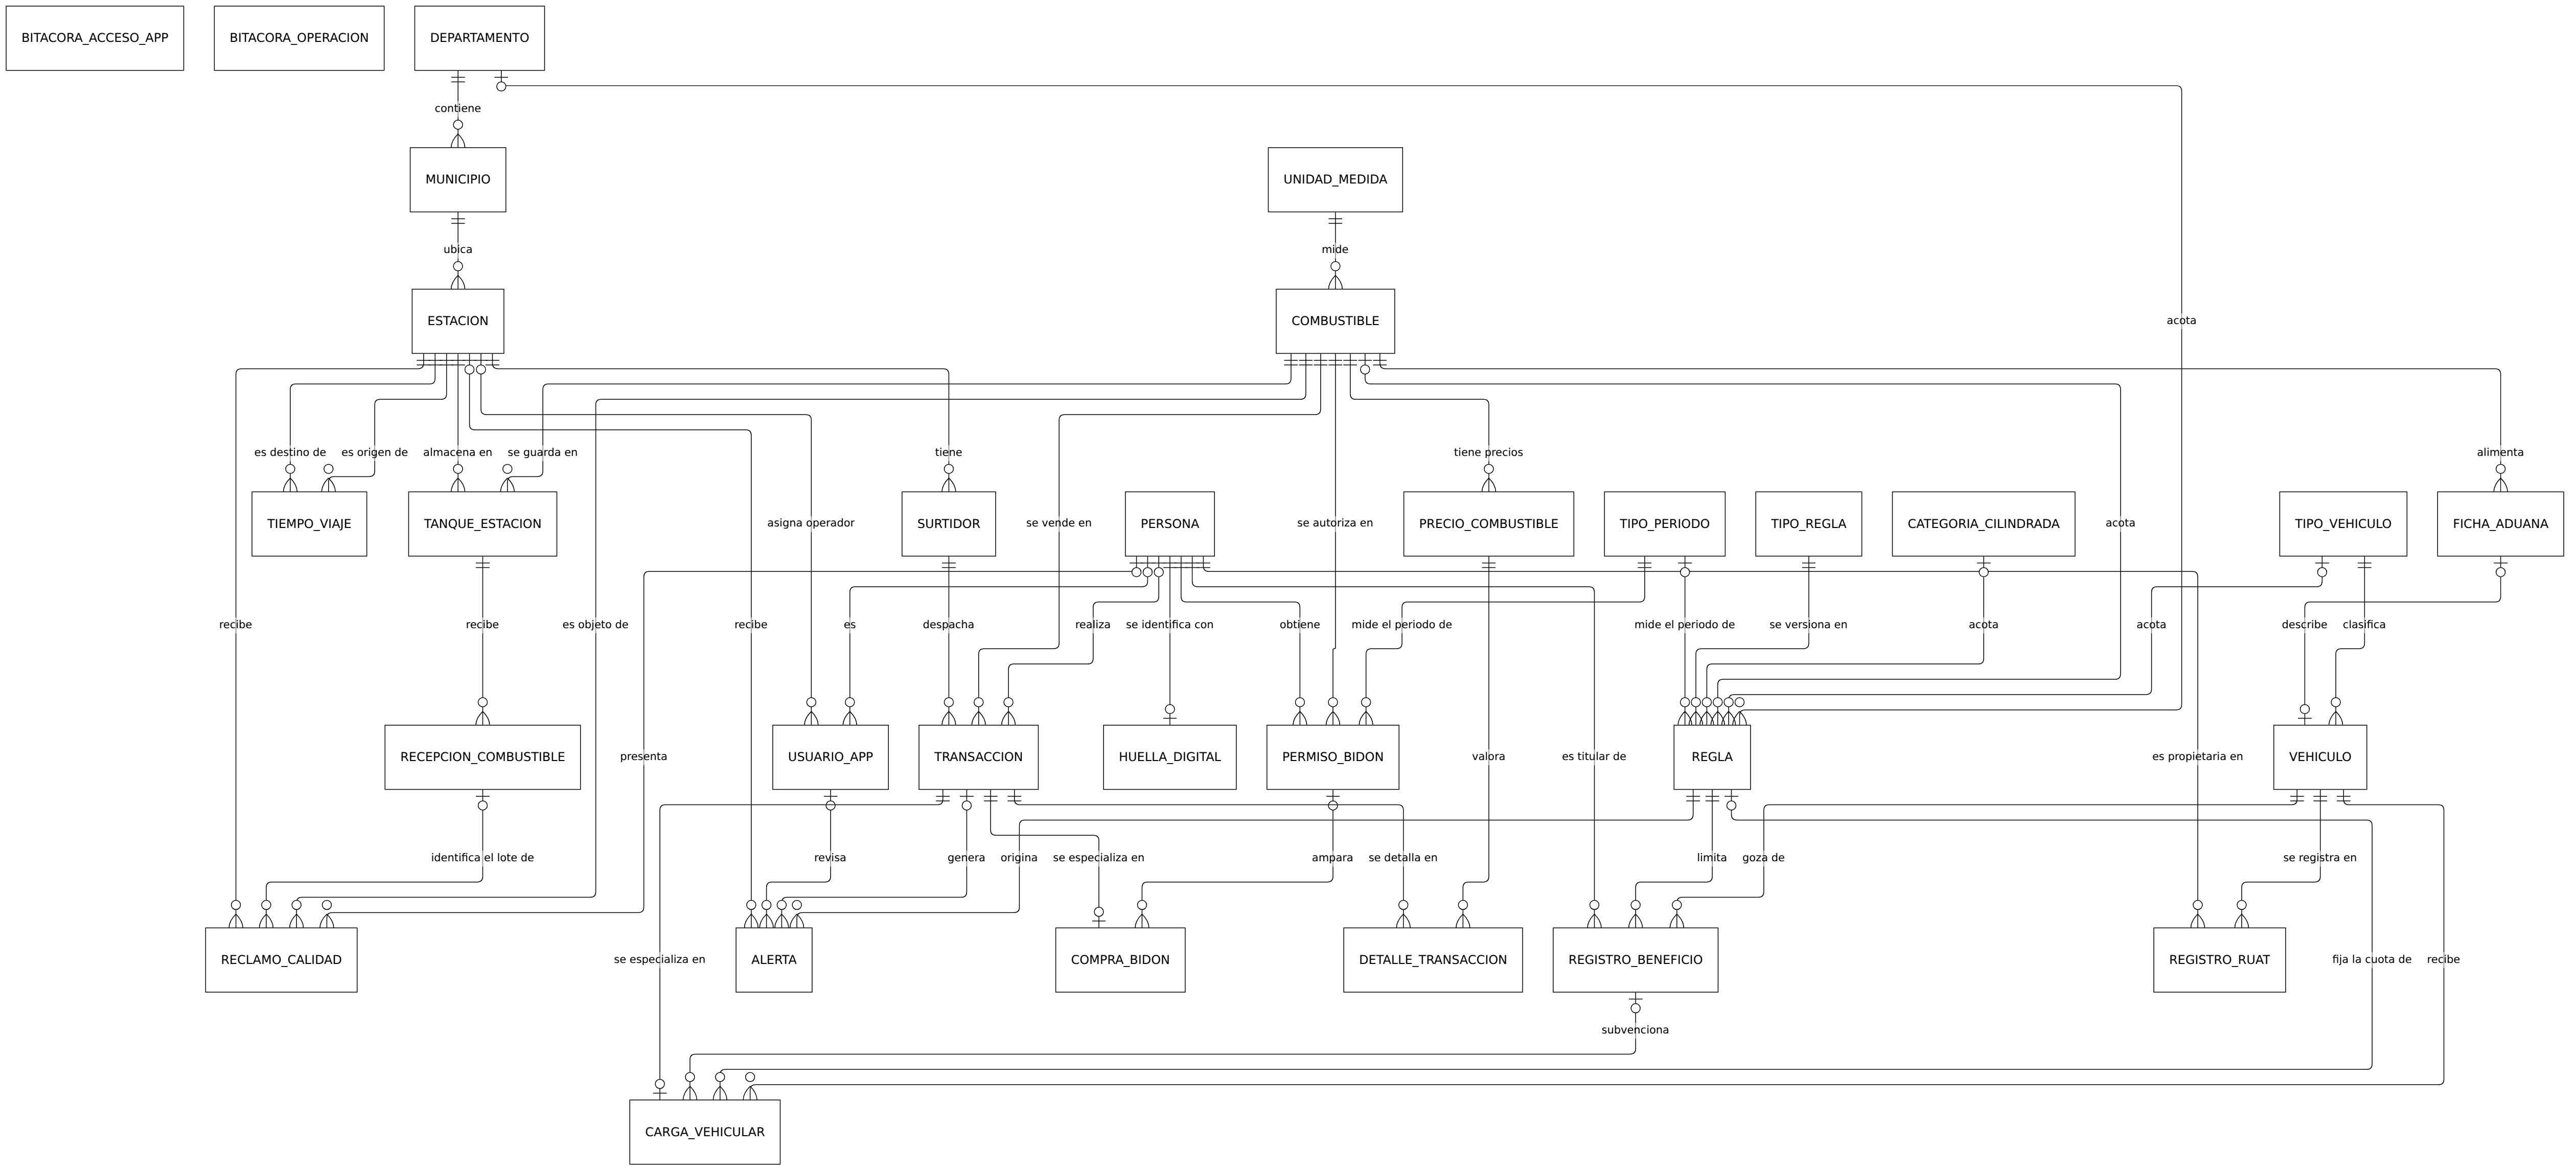 BITACORA_ACCESO_APP
BITACORA_OPERACION
DEPARTAMENTO
contiene
MUNICIPIO
UNIDAD_MEDIDA
ubica
mide
ESTACION
COMBUSTIBLE
acota
es destino de
es origen de
almacena en
se guarda en
tiene
tiene precios
alimenta
TIEMPO_VIAJE
TANQUE_ESTACION
asigna operador
SURTIDOR
se vende en
PERSONA
se autoriza en
PRECIO_COMBUSTIBLE
TIPO_PERIODO
TIPO_REGLA
CATEGORIA_CILINDRADA
acota
TIPO_VEHICULO
FICHA_ADUANA
recibe
recibe
es objeto de
recibe
es
despacha
realiza
se identifica con
obtiene
mide el periodo de
mide el periodo de
se versiona en
acota
acota
describe
clasifica
RECEPCION_COMBUSTIBLE
presenta
USUARIO_APP
TRANSACCION
HUELLA_DIGITAL
PERMISO_BIDON
valora
es titular de
REGLA
es propietaria en
VEHICULO
identifica el lote de
revisa
genera
origina
se especializa en
ampara
se detalla en
limita
goza de
se registra en
RECLAMO_CALIDAD
se especializa en
ALERTA
COMPRA_BIDON
DETALLE_TRANSACCION
REGISTRO_BENEFICIO
REGISTRO_RUAT
fija la cuota de
recibe
subvenciona
CARGA_VEHICULAR